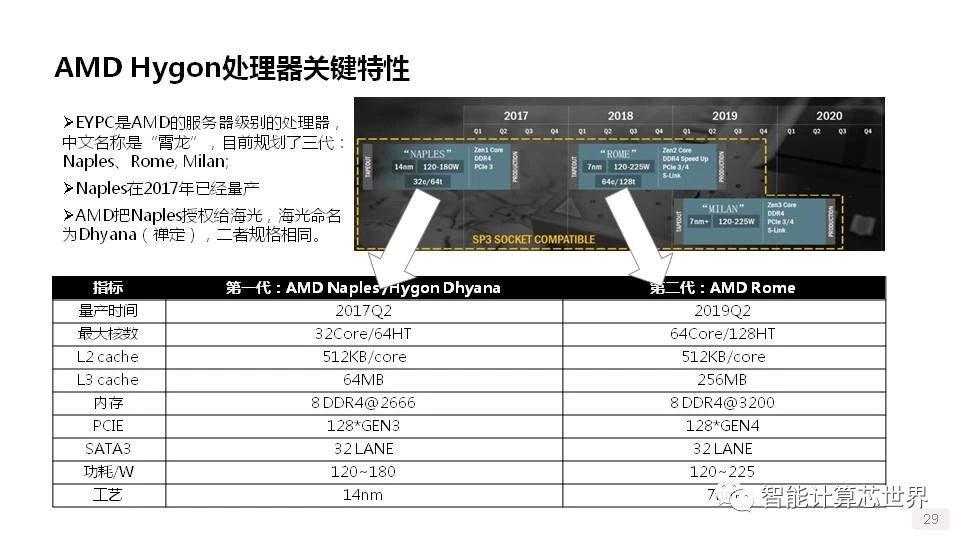 AMD Hygon处理器关键特性
➢EYPC是AMD的服务器级别的处理器，
中文名称是“霄龙”，目前规划了三代：
Naples、Rome, Milan;
➢Naples在2017年已经量产
➢AMD把Naples授权给海光，海光命名
为Dhyana（禅定），二者规格相同。
2017 2018 2019 2020
Q1 Q2 Q3 Q4 Q1 Q2 Q3 Q4 Q1 Q2 Q3 Q4 Q1 Q2 Q3 Q4
TAPEOUT
“NAPLES”
14nm 120-180W
32c/64t
Zen1 Core
DDR4
PCIe 3
PRODUCTION
TAPEOUT
“ROME”
7nm 120-225W
64c/128t
Zen2 Core
DDR4 Speed Up
PCIe 3/4
S-Link
PRODUCTION
TAPEOUT
“MILAN”
7nm+ 120-225W
Zen3 Core
DDR4
PCIe 3/4
S-Link
PRODUCTION
SP3 SOCKET COMPATIBLE
指标 第一代：AMD Naples/Hygon Dhyana 第二代：AMD Rome
量产时间 2017Q2 2019Q2
最大核数 32Core/64HT 64Core/128HT
L2 cache 512KB/core 512KB/core
L3 cache 64MB 256MB
内存 8 DDR4@2666 8 DDR4@3200
PCIE 128*GEN3 128*GEN4
SATA3 32 LANE 32 LANE
功耗/W 120~180 120~225
工艺 14nm
智能计算芯世界
29